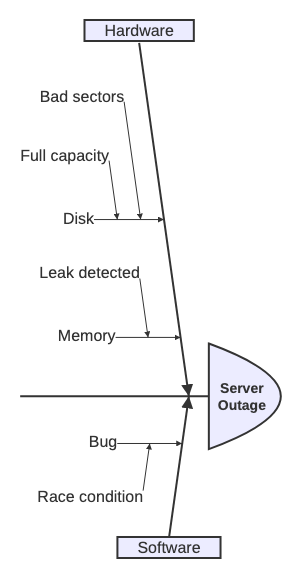 Hardware
Bad sectors
Full capacity
Disk
Leak detected
Memory
Server
Outage
Bug
Race condition
Software